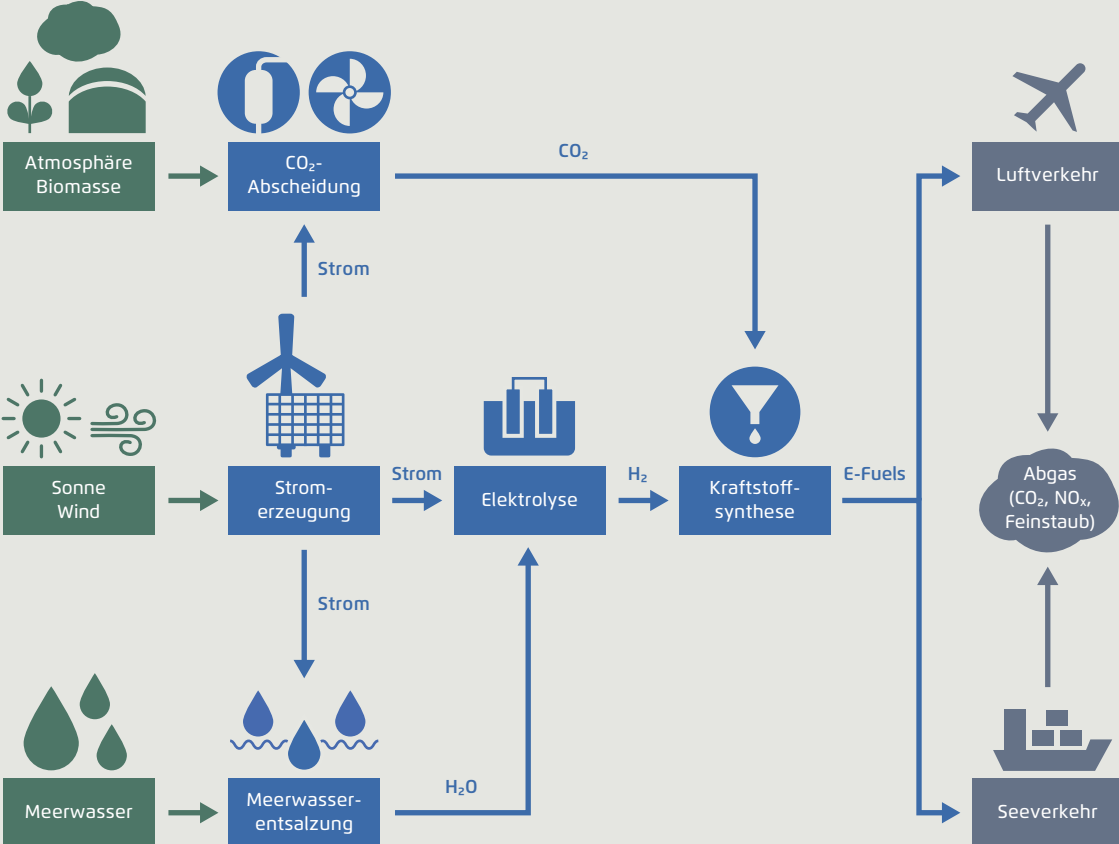 CO₂
Atmosphäre
Biomasse
CO₂-
Abscheidung
Luftverkehr
Strom
Sonne
Wind
Strom-
erzeugung
Strom
Elektrolyse
H₂
Kraftstoff-
synthese
E-Fuels
Abgas
(CO₂, NOₓ,
Feinstaub)
Strom
Meerwasser
Meerwasser-
entsalzung
H₂O
Seeverkehr